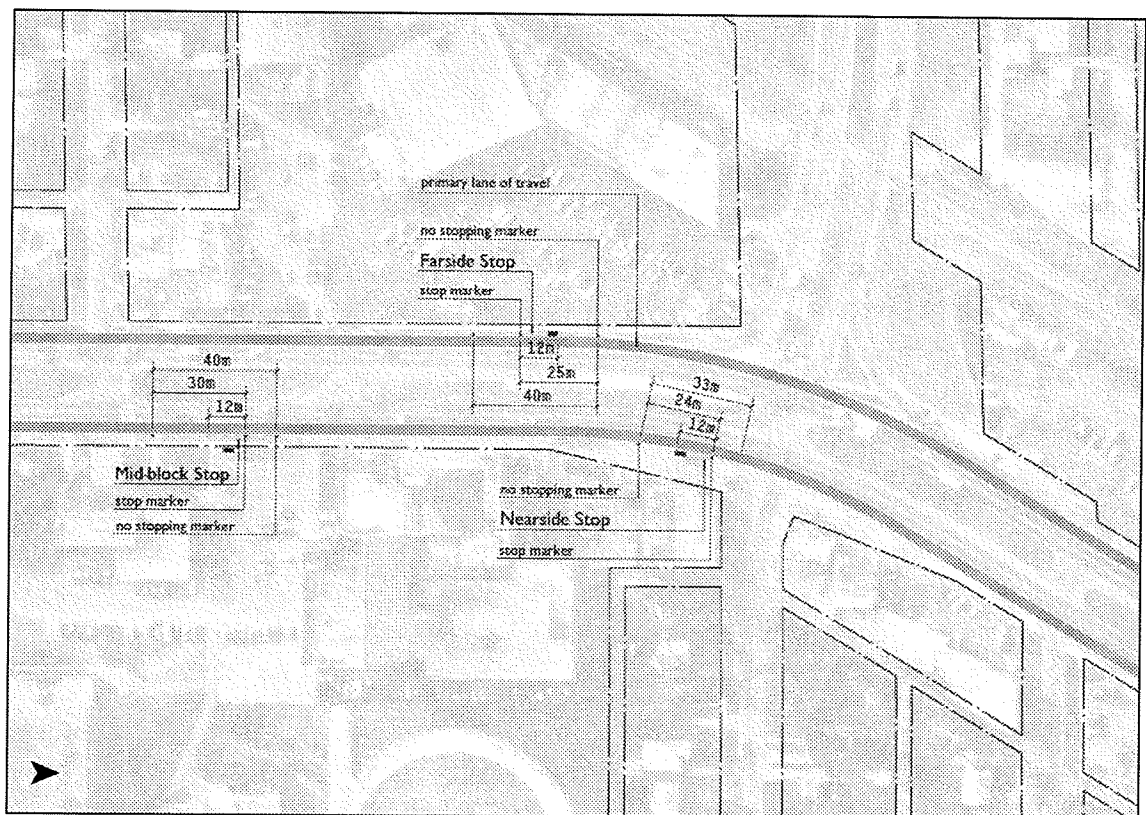 primary lane of travel
no stopping marker
Farside Stop
stop marker
12m
25m
40m
40m
30m
12m
33m
24m
12m
Mid-block Stop
stop marker
no stopping marker
no stopping marker
Nearside Stop
stop marker